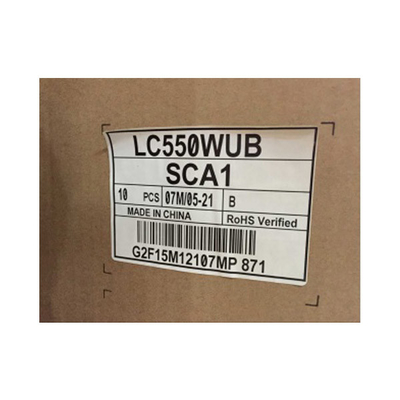 LC550WUB
SCA1
10 PCS 07M/05-21 B
MADE IN CHINA RoHS Verified
G2F15M12107MP 871